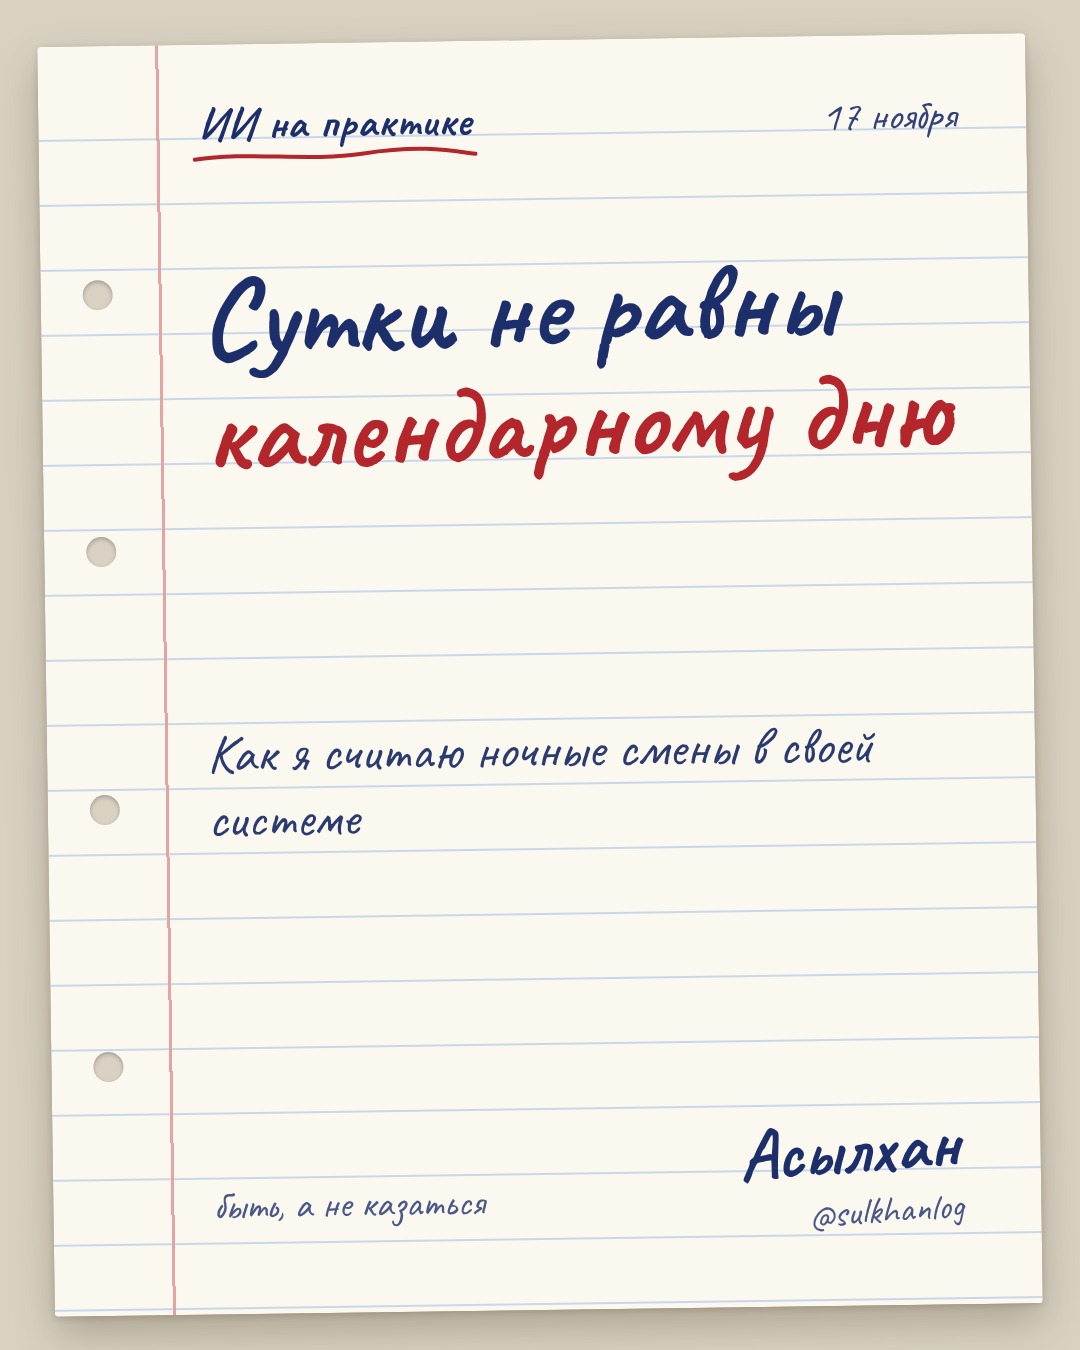 ИИ на практике
17 ноября
Сутки не равны
календарному дню
Как я считаю ночные смены в своей
системе
Асылхан
быть, а не казаться
@sulkhanlog